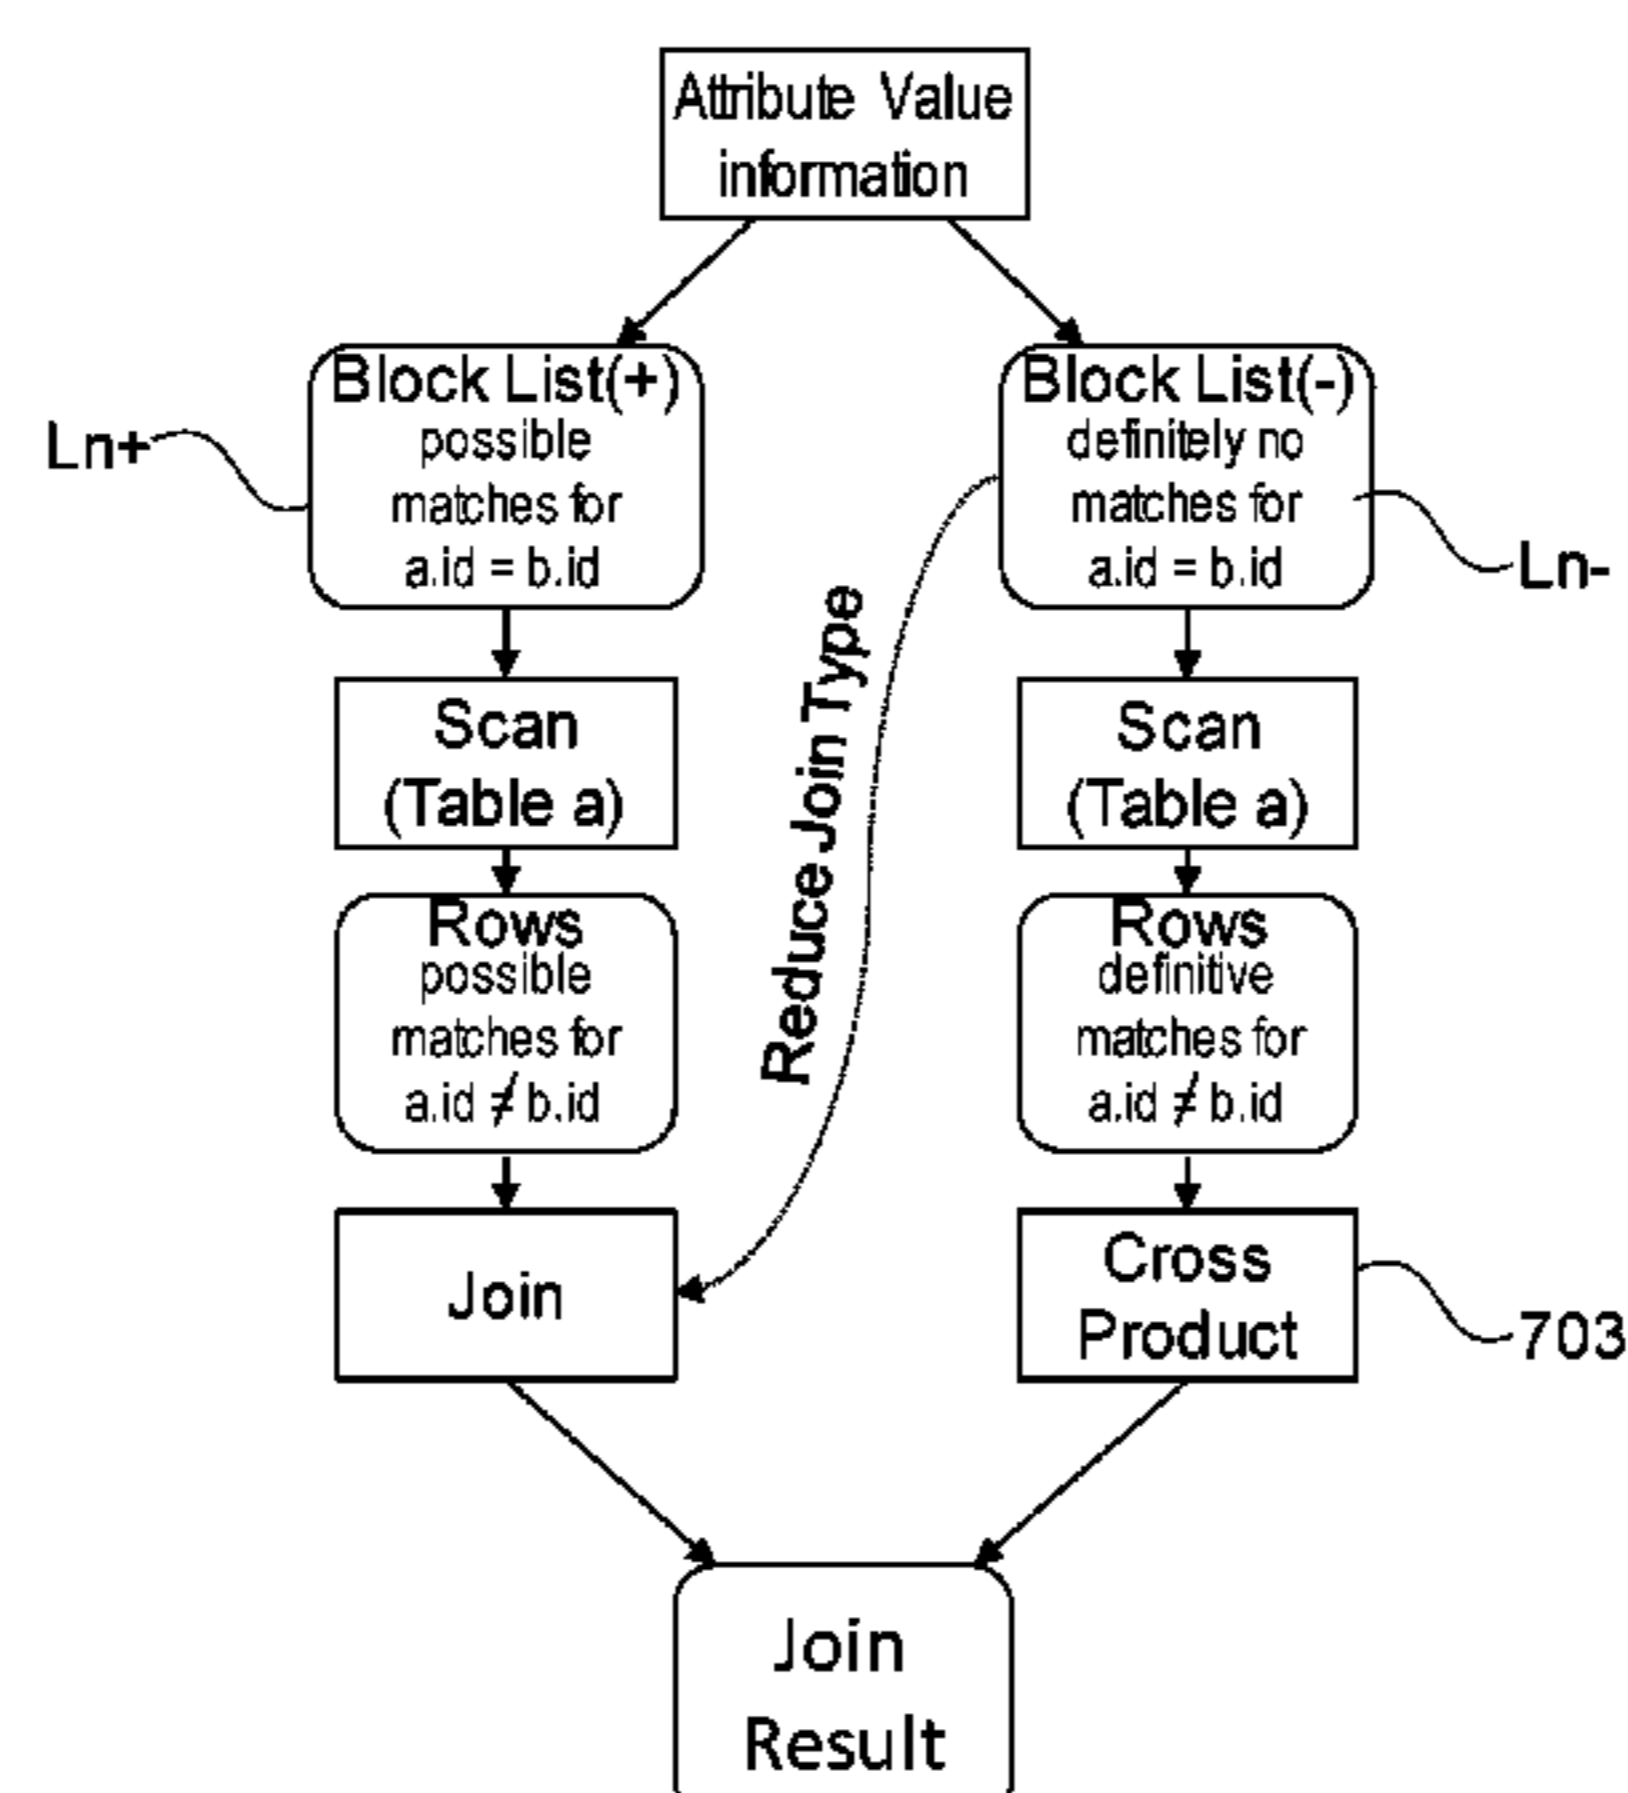 Attribute Value
information
Block List(+)
possible
matches for
a.id = b.id
Ln+
Block List(-)
definitely no
matches for
a.id = b.id
Ln-
Reduce Join Type
Scan
(Table a)
Scan
(Table a)
Rows
possible
matches for
a.id ≠ b.id
Rows
definitive
matches for
a.id ≠ b.id
Join
Cross
Product
703
Join
Result